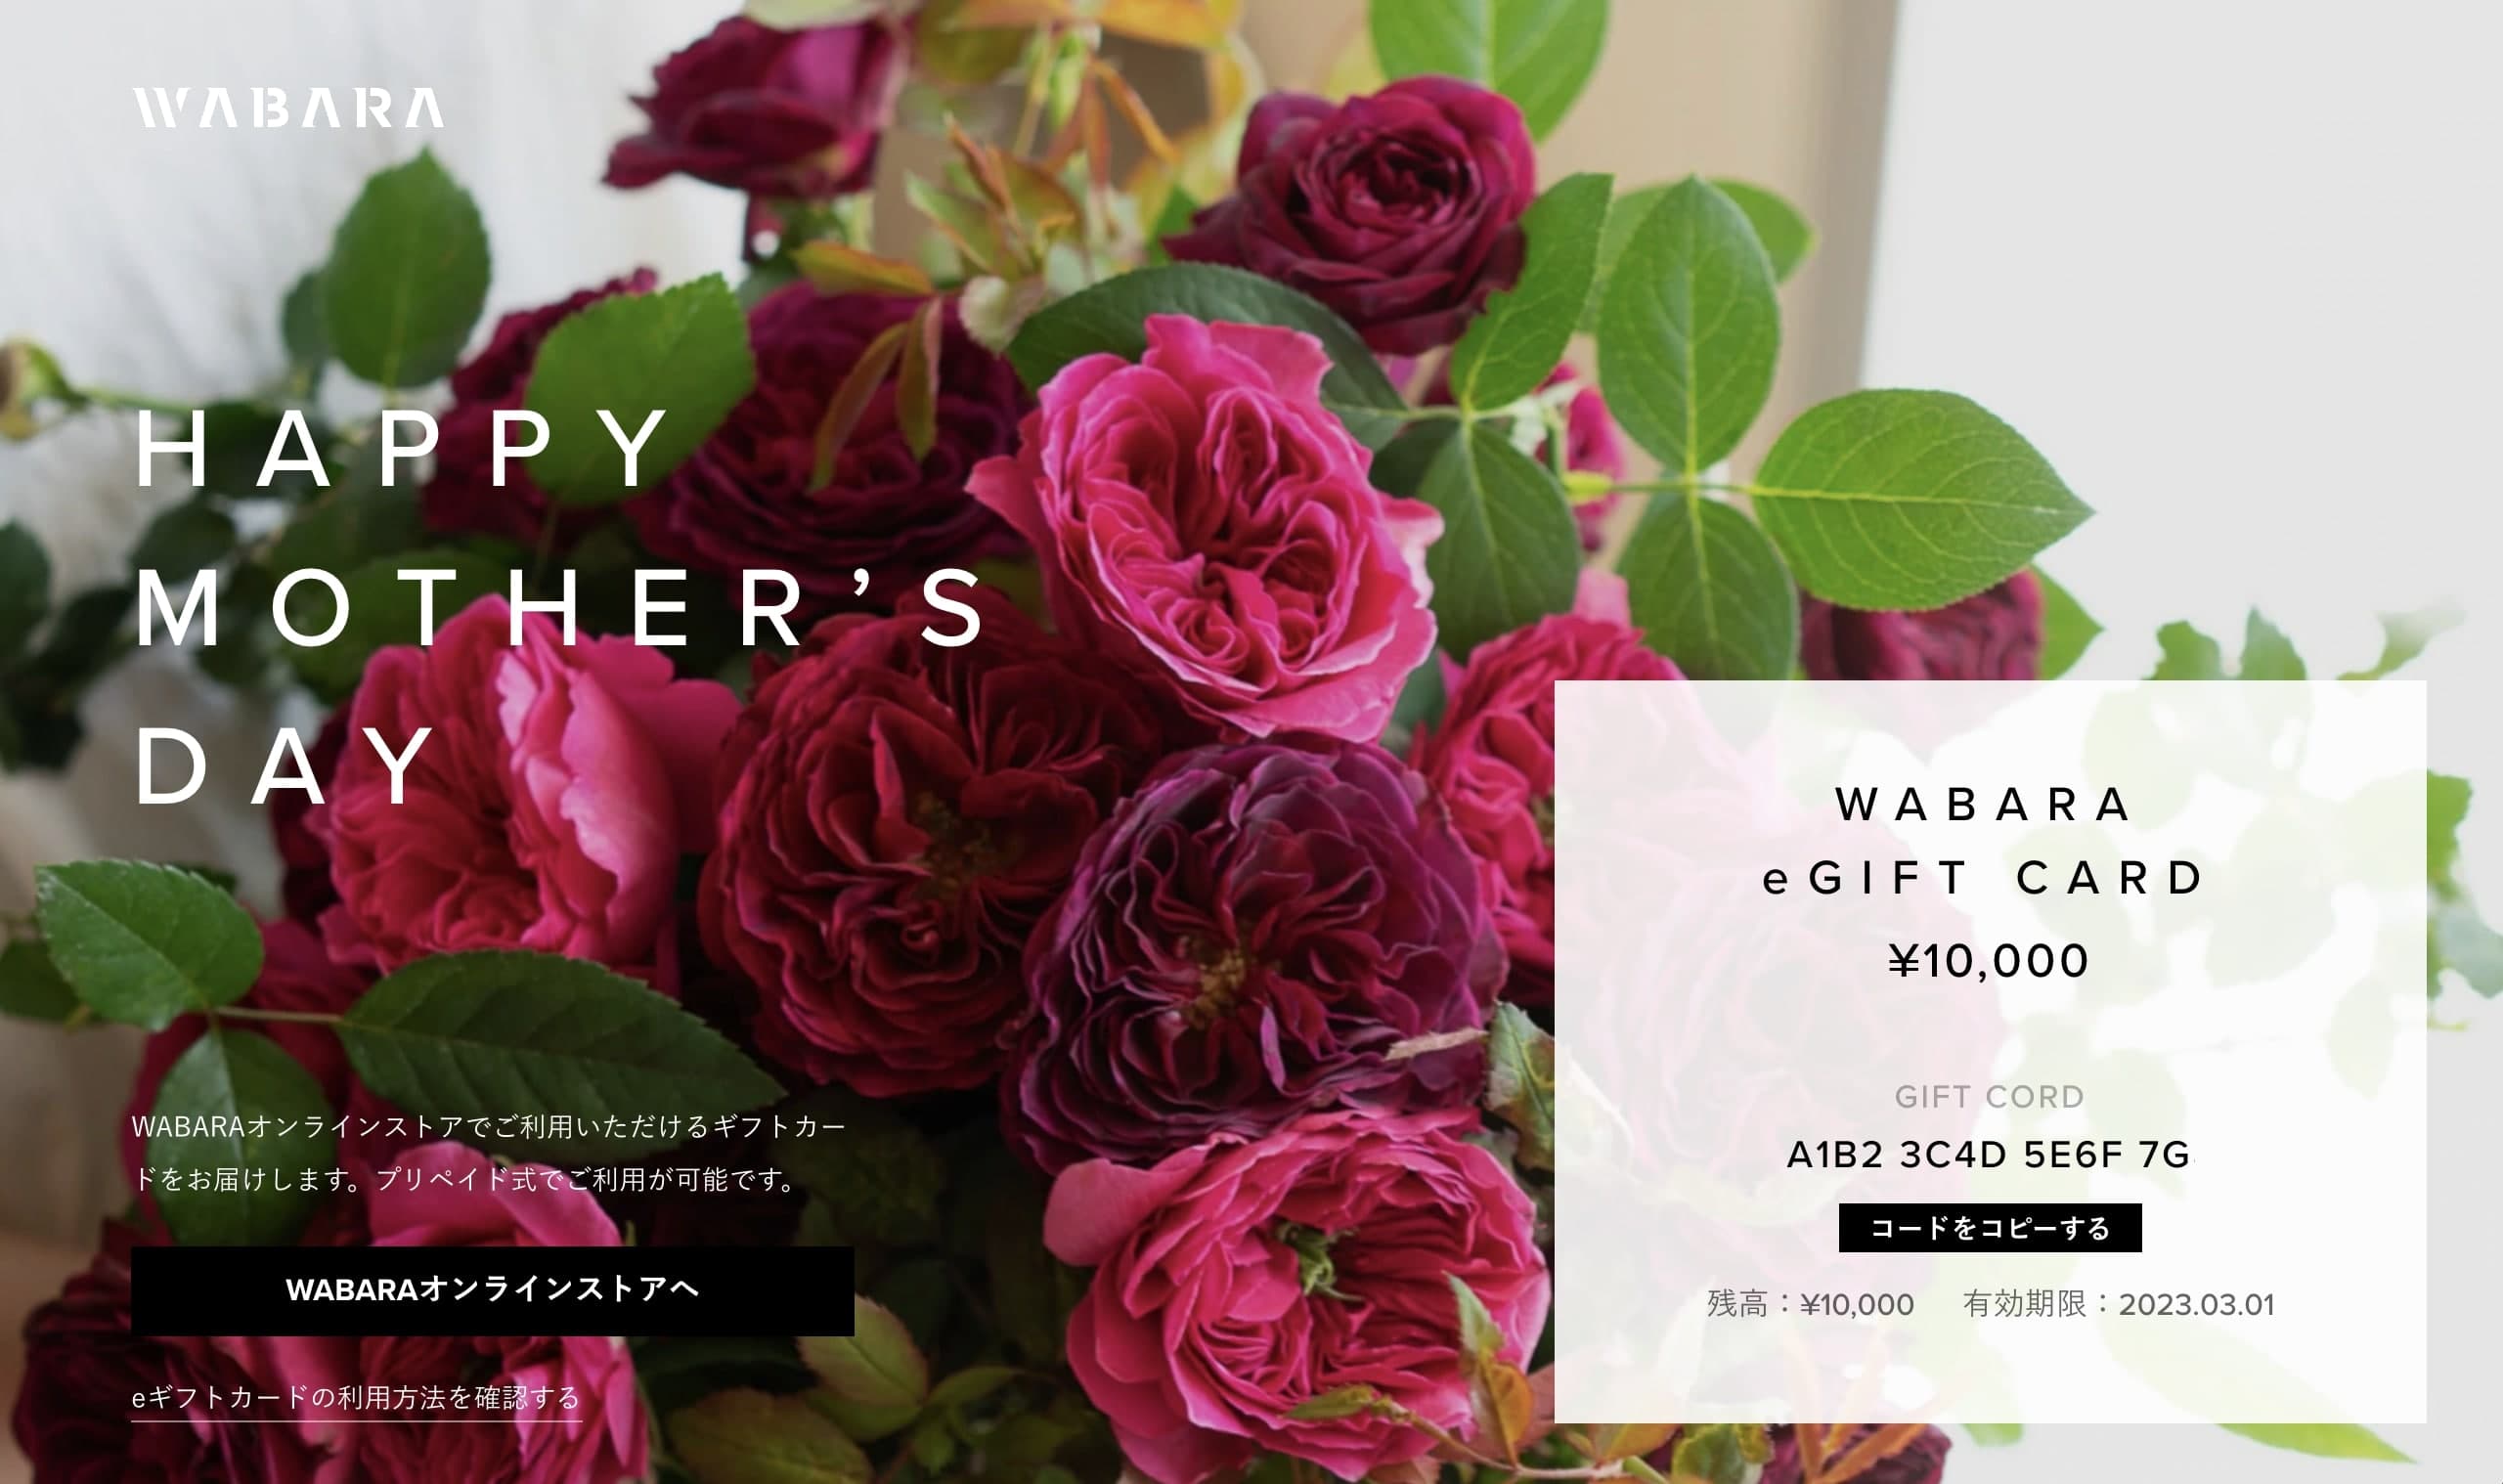 WABARA
HAPPY
MOTHER’S
DAY
WABARAオンラインストアでご利用いただけるギフトカー
ドをお届けします。プリペイド式でご利用が可能です。
WABARAオンラインストアへ
eギフトカードの利用方法を確認する
WABARA
eGIFT CARD
¥10,000
GIFT CORD
A1B2 3C4D 5E6F 7G
コードをコピーする
残高：¥10,000 有効期限：2023.03.01